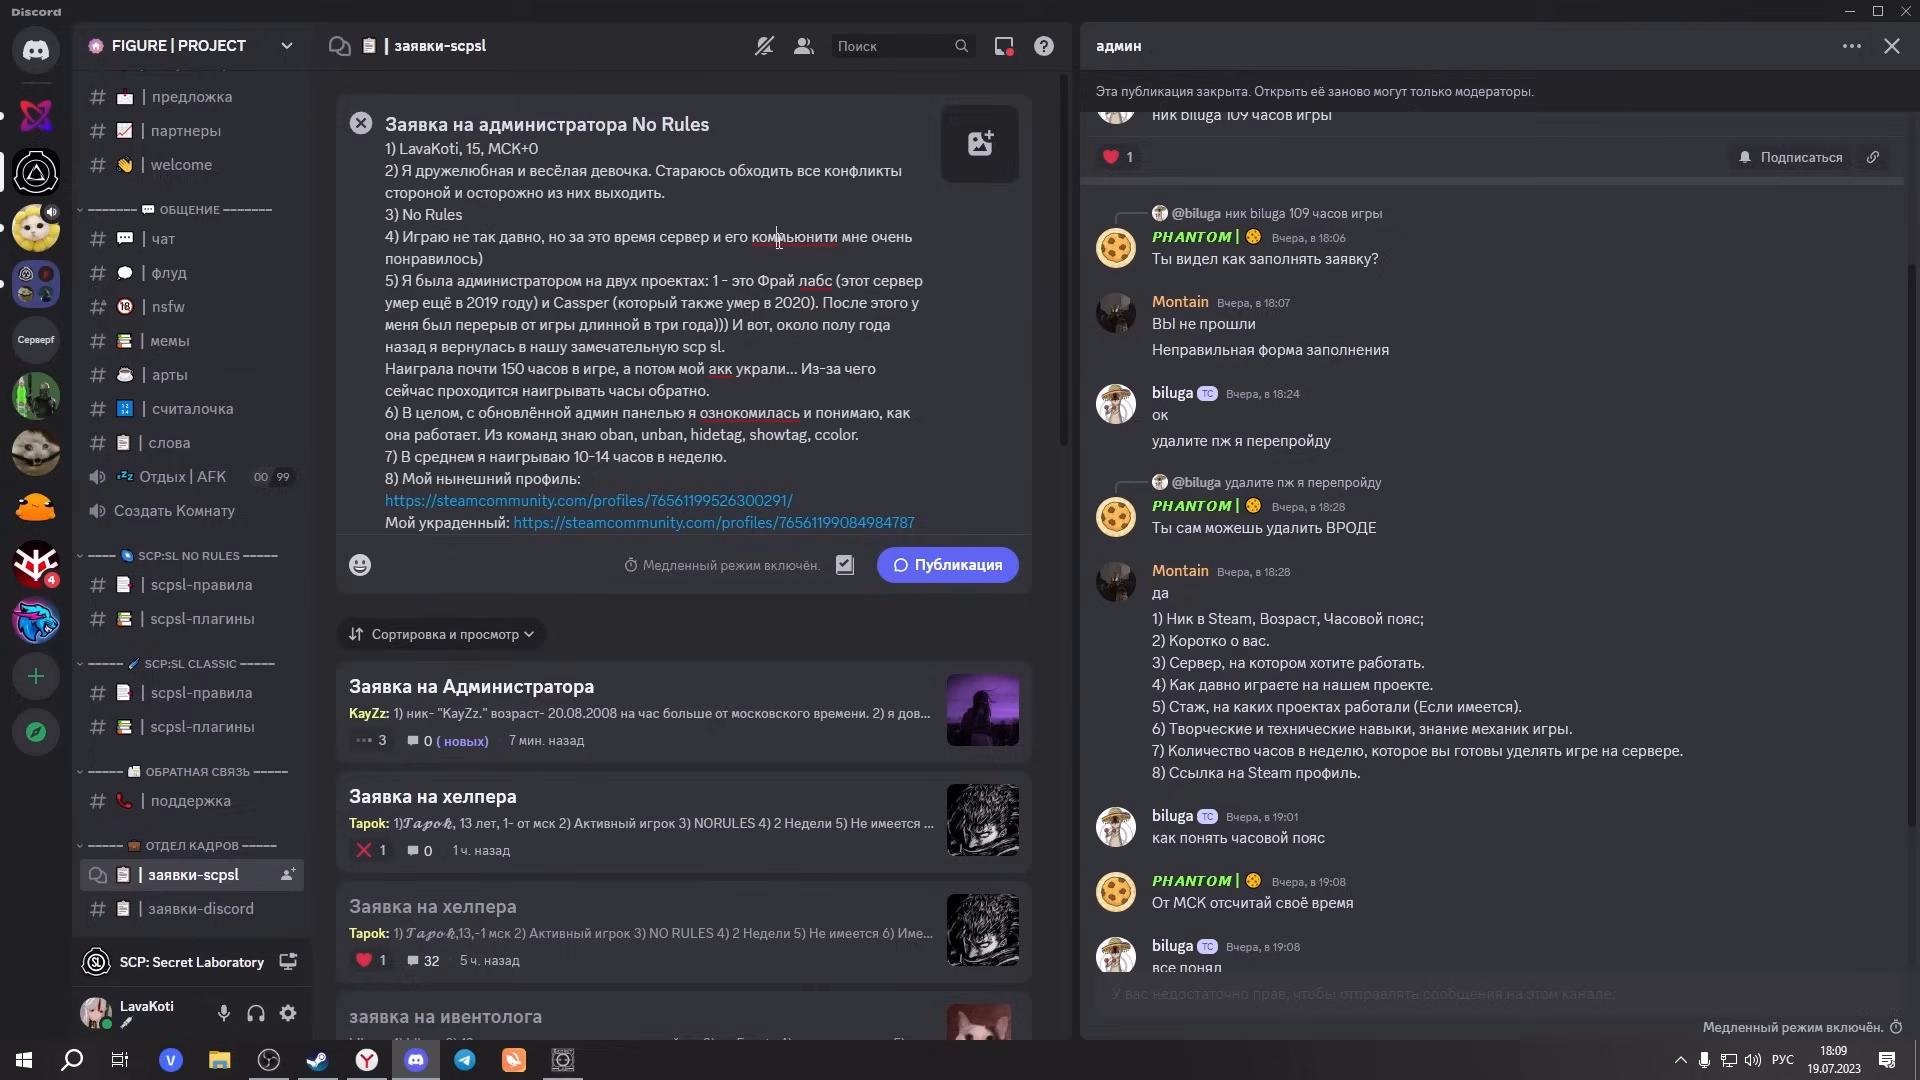 Discord
FIGURE | PROJECT
| предложка
| партнеры
| welcome
ОБЩЕНИЕ
| чат
| флуд
| nsfw
| мемы
| арты
| считалочка
| слова
Отдых | AFK 00 99
Создать Комнату
SCP:SL NO RULES
| scpsl-правила
| scpsl-плагины
SCP:SL CLASSIC
| scpsl-правила
| scpsl-плагины
ОБРАТНАЯ СВЯЗЬ
| поддержка
ОТДЕЛ КАДРОВ
| заявки-scpsl
| заявки-discord
SCP: Secret Laboratory
LavaKoti
Серверf
4
| заявки-scpsl
Поиск
Заявка на администратора No Rules
1) LavaKoti, 15, МСК+0
2) Я дружелюбная и весёлая девочка. Стараюсь обходить все конфликты
стороной и осторожно из них выходить.
3) No Rules
4) Играю не так давно, но за это время сервер и его коммьюнити мне очень
понравилось)
5) Я была администратором на двух проектах: 1 - это Фрай лабс (этот сервер
умер ещё в 2019 году) и Cassper (который также умер в 2020). После этого у
меня был перерыв от игры длинной в три года))) И вот, около полу года
назад я вернулась в нашу замечательную scp sl.
Наиграла почти 150 часов в игре, а потом мой акк украли... Из-за чего
сейчас проходится наигрывать часы обратно.
6) В целом, с обновлённой админ панелью я ознокомилась и понимаю, как
она работает. Из команд знаю oban, unban, hidetag, showtag, ccolor.
7) В среднем я наигрываю 10-14 часов в неделю.
8) Мой нынешний профиль:
https://steamcommunity.com/profiles/76561199526300291/
Мой украденный: https://steamcommunity.com/profiles/76561199084984787
Медленный режим включён.
Публикация
Сортировка и просмотр
Заявка на Администратора
KayZz: 1) ник- "KayZz." возраст- 20.08.2008 на час больше от московского времени. 2) я дов...
3 0 ( новых) 7 мин. назад
Заявка на хелпера
Tapok: 1)𝓣𝓪𝓹𝓸𝓴, 13 лет, 1- от мск 2) Активный игрок 3) NORULES 4) 2 Недели 5) Не имеется ...
1 0 1 ч. назад
Заявка на хелпера
Tapok: 1) 𝓣𝓪𝓹𝓸𝓴,13,-1 мск 2) Активный игрок 3) NO RULES 4) 2 Недели 5) Не имеется 6) Име...
1 32 5 ч. назад
заявка на ивентолога
админ
Эта публикация закрыта. Открыть её заново могут только модераторы.
ник biluga 109 часов игры
1
Подписаться
@biluga ник biluga 109 часов игры
PHANTOM | Вчера, в 18:06
Ты видел как заполнять заявку?
Montain Вчера, в 18:07
ВЫ не прошли
Неправильная форма заполнения
biluga ТС Вчера, в 18:24
ок
удалите пж я перепройду
@biluga удалите пж я перепройду
PHANTOM | Вчера, в 18:28
Ты сам можешь удалить ВРОДЕ
Montain Вчера, в 18:28
да
1) Ник в Steam, Возраст, Часовой пояс;
2) Коротко о вас.
3) Сервер, на котором хотите работать.
4) Как давно играете на нашем проекте.
5) Стаж, на каких проектах работали (Если имеется).
6) Творческие и технические навыки, знание механик игры.
7) Количество часов в неделю, которое вы готовы уделять игре на сервере.
8) Ссылка на Steam профиль.
biluga ТС Вчера, в 19:01
как понять часовой пояс
PHANTOM | Вчера, в 19:08
От МСК отсчитай своё время
biluga ТС Вчера, в 19:08
все понял
У вас недостаточно прав, чтобы отправлять сообщения на этом канале.
Медленный режим включён.
РУС
18:09
19.07.2023